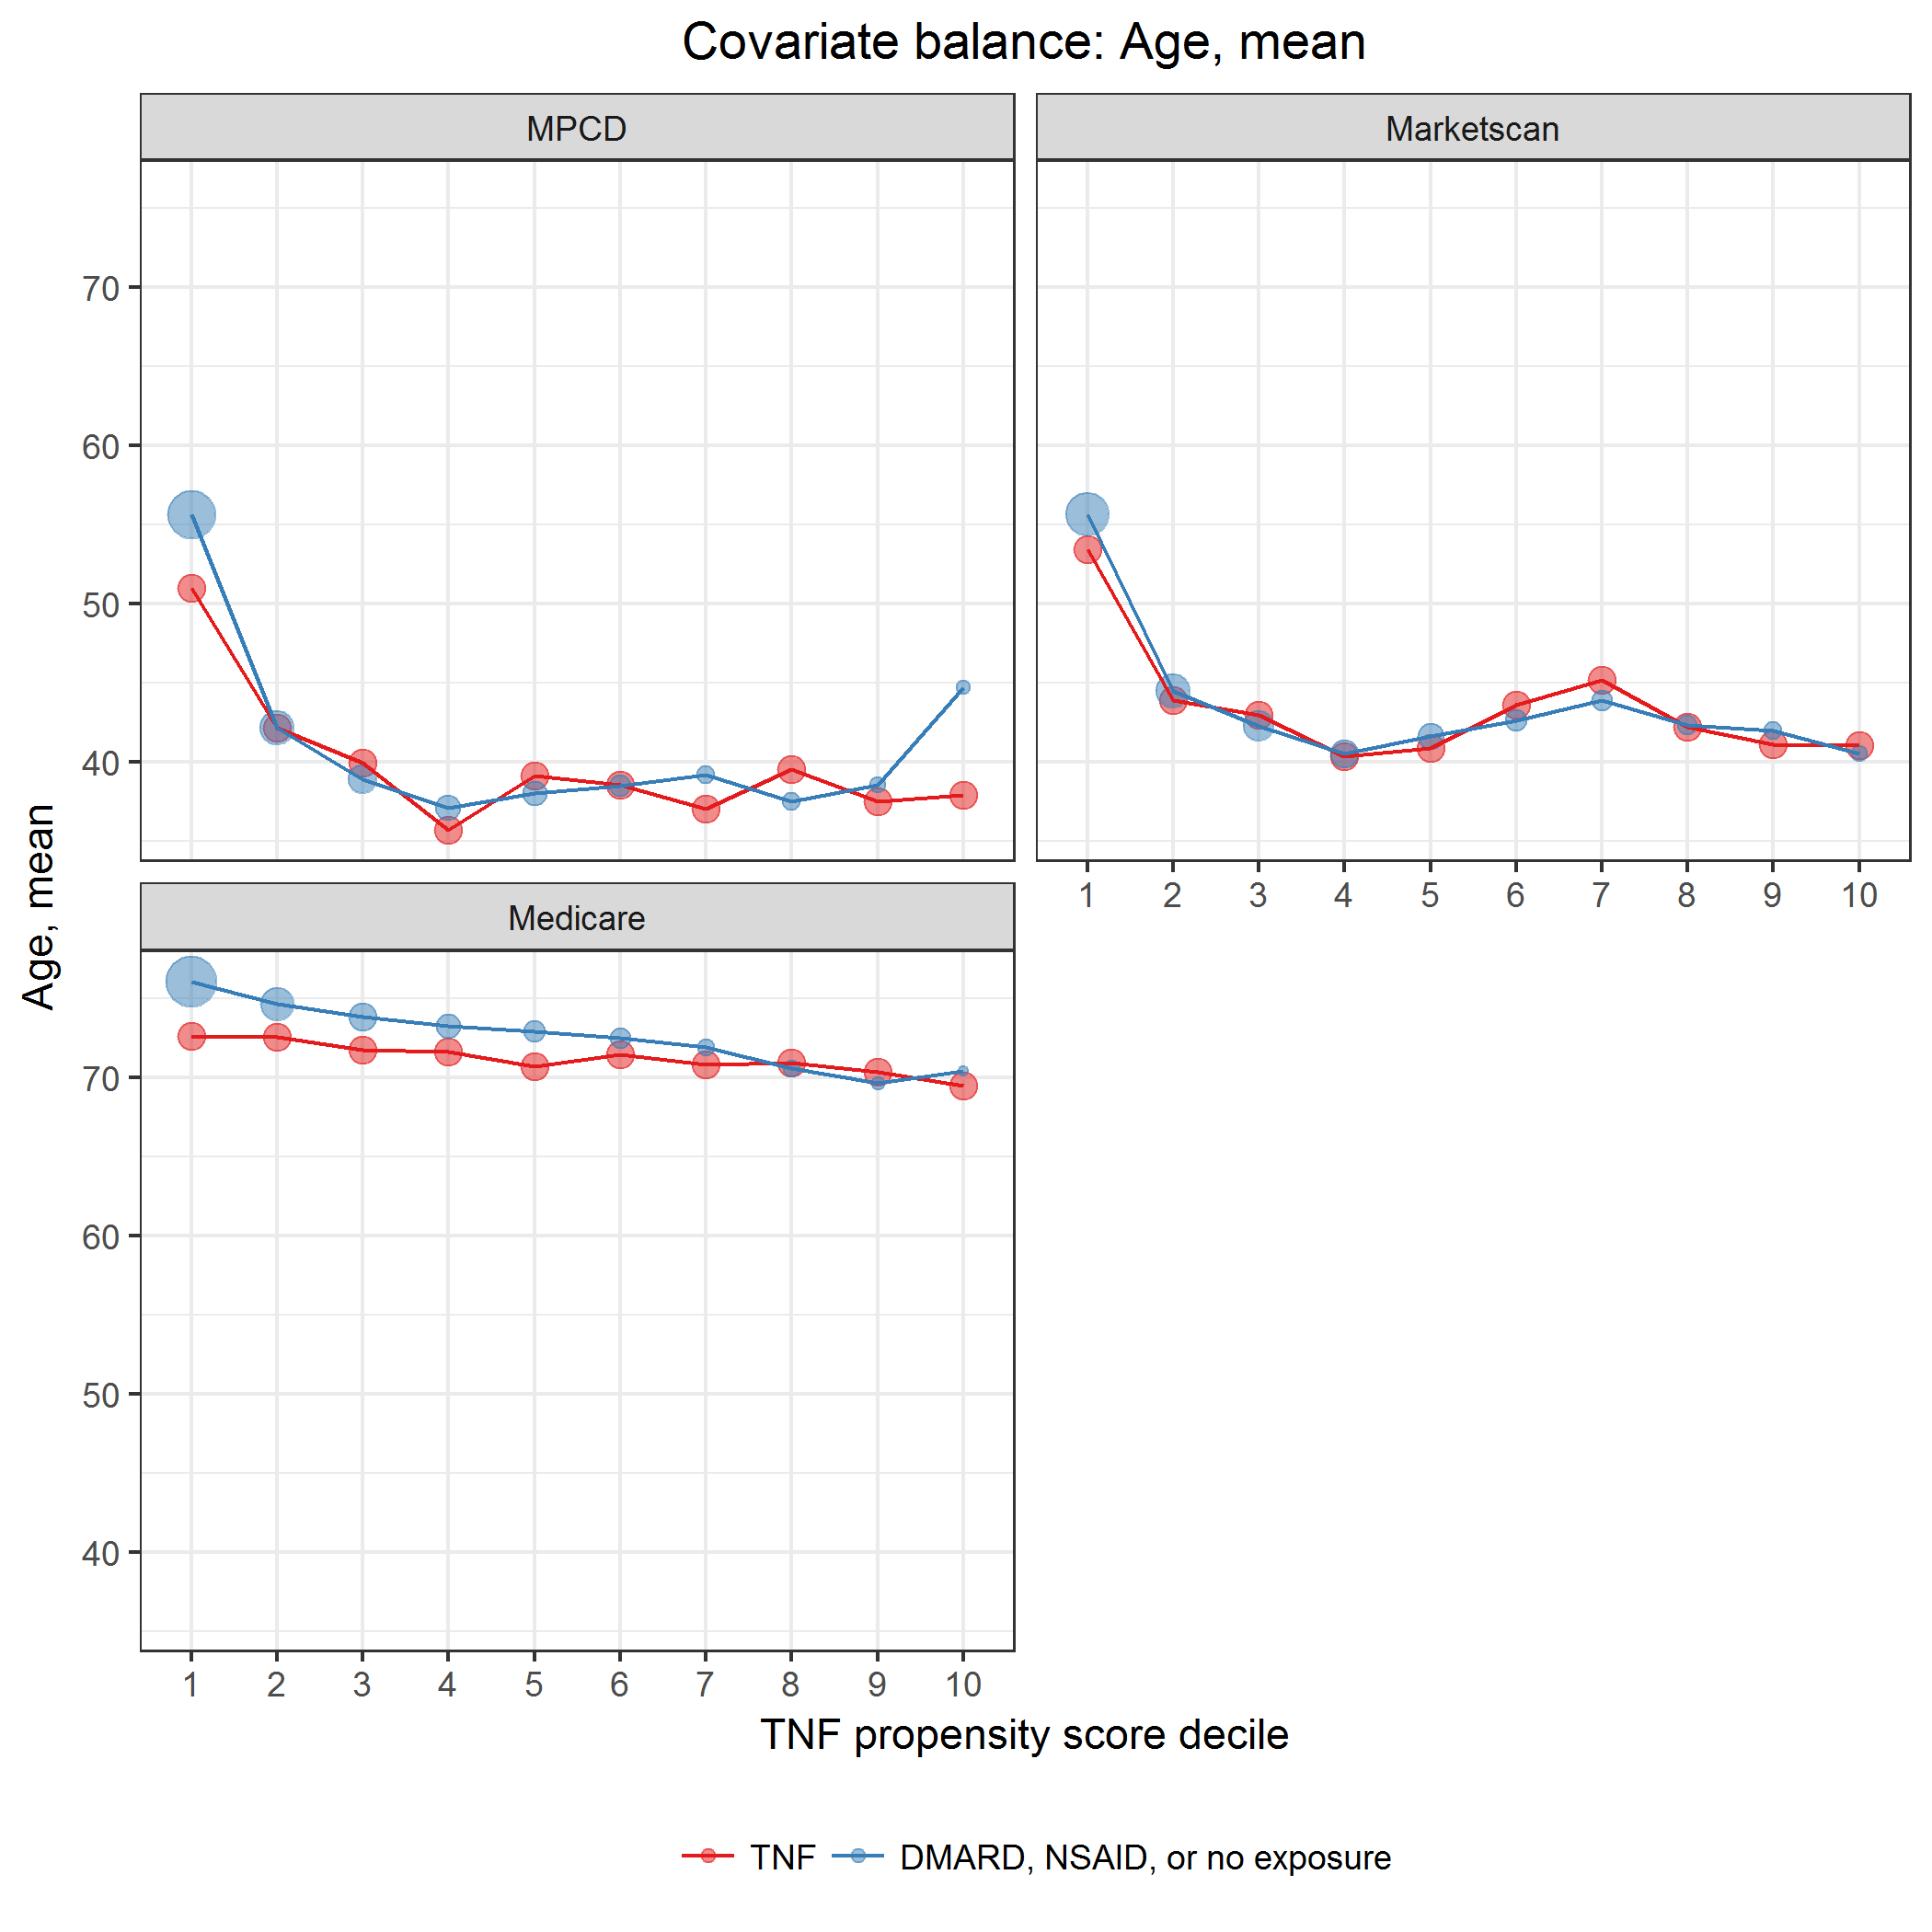 Covariate balance: Age, mean
MPCD
Marketscan
70
60
50
40
1 2 3 4 5 6 7 8 9 10
Medicare
70
60
50
40
1 2 3 4 5 6 7 8 9 10
Age, mean
TNF propensity score decile
TNF DMARD, NSAID, or no exposure